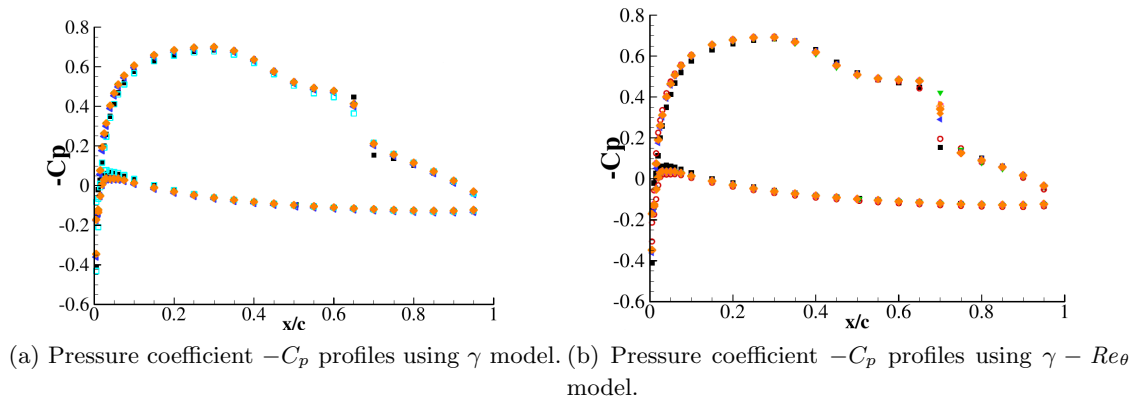 0.8
0.6
0.4
0.2
0
-0.2
-0.4
-0.6
-Cp
0 0.2 0.4 0.6 0.8 1
x/c
0.8
0.6
0.4
0.2
0
-0.2
-0.4
-0.6
-Cp
0 0.2 0.4 0.6 0.8 1
x/c
(a) Pressure coefficient −C_p profiles using γ model.
(b) Pressure coefficient −C_p profiles using γ − Re_θ
model.